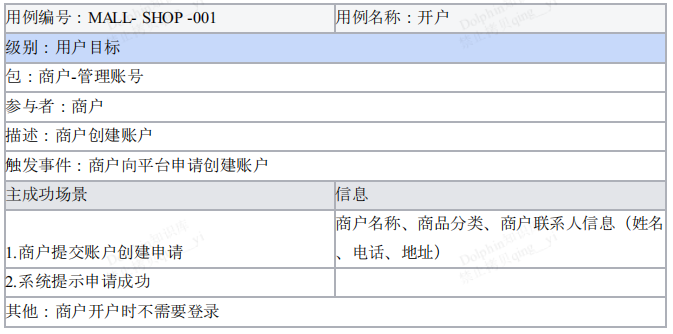 用例编号：MALL- SHOP -001 用例名称：开户
级别：用户目标
包：商户-管理账号
参与者：商户
描述：商户创建账户
触发事件：商户向平台申请创建账户
主成功场景 信息
1.商户提交账户创建申请
商户名称、商品分类、商户联系人信息（姓名
、电话、地址）
2.系统提示申请成功
其他：商户开户时不需要登录